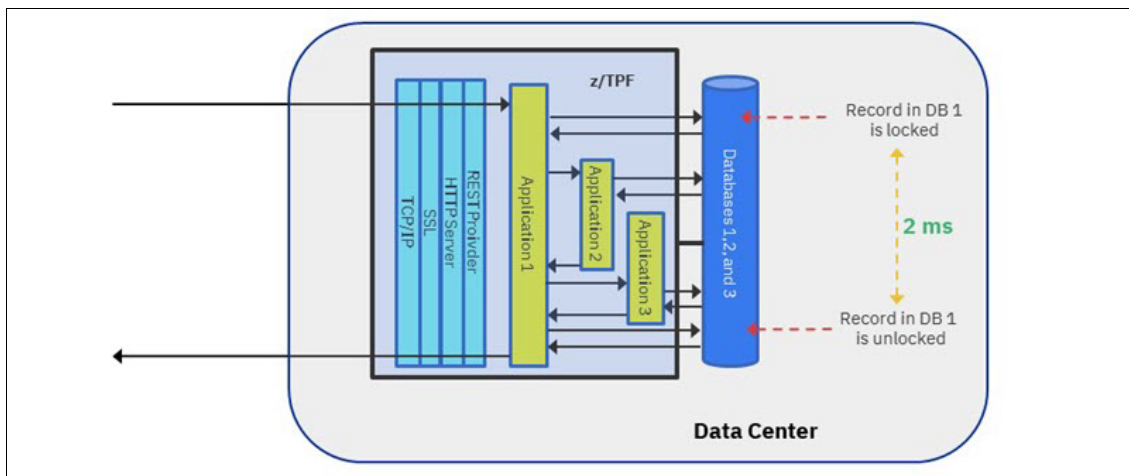 z/TPF
TCP/IP
SSL
HTTP Server
REST Proivder
Application 1
Application 2
Application 3
Databases 1, 2, and 3
Record in DB 1
is locked
2 ms
Record in DB 1
is unlocked
Data Center